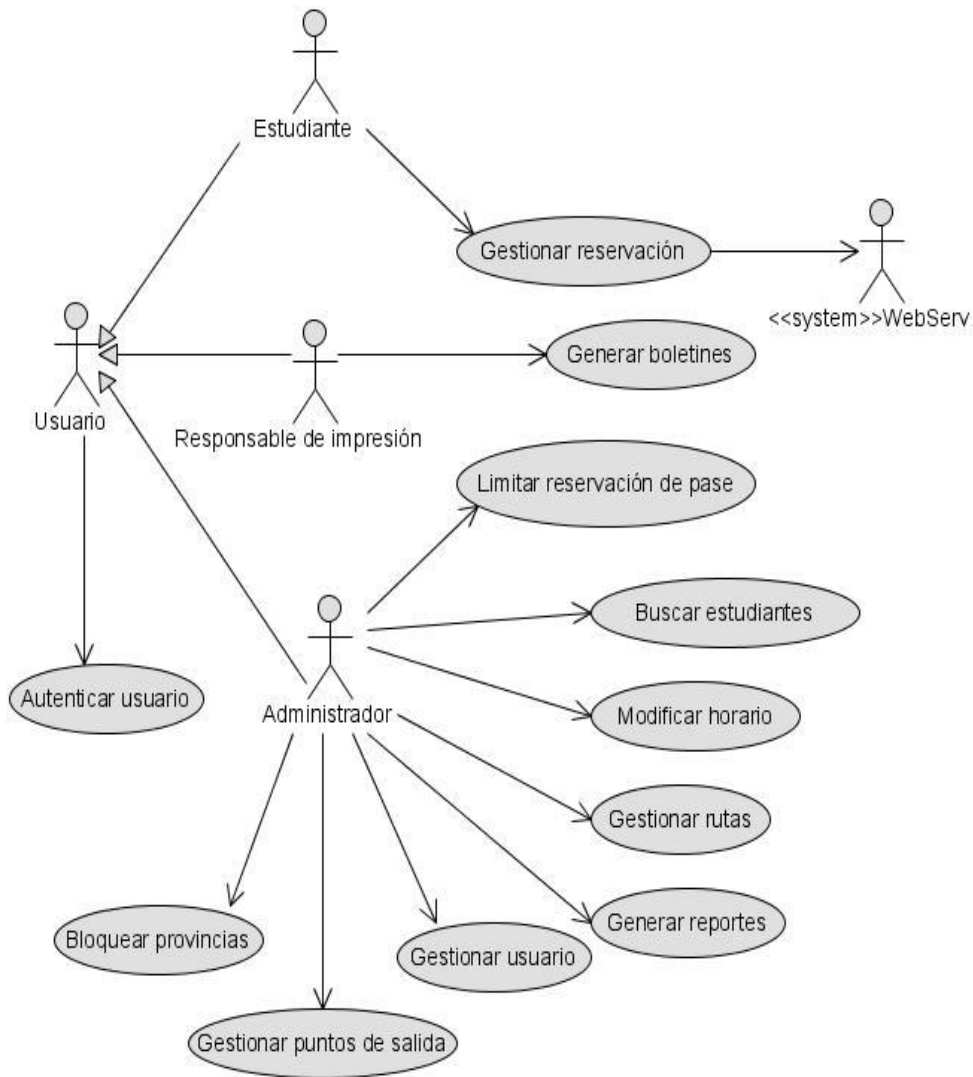 Estudiante
Gestionar reservación
<<system>>WebServ
Generar boletines
Usuario
Responsable de impresión
Limitar reservación de pase
Buscar estudiantes
Autenticar usuario
Administrador
Modificar horario
Gestionar rutas
Generar reportes
Bloquear provincias
Gestionar usuario
Gestionar puntos de salida